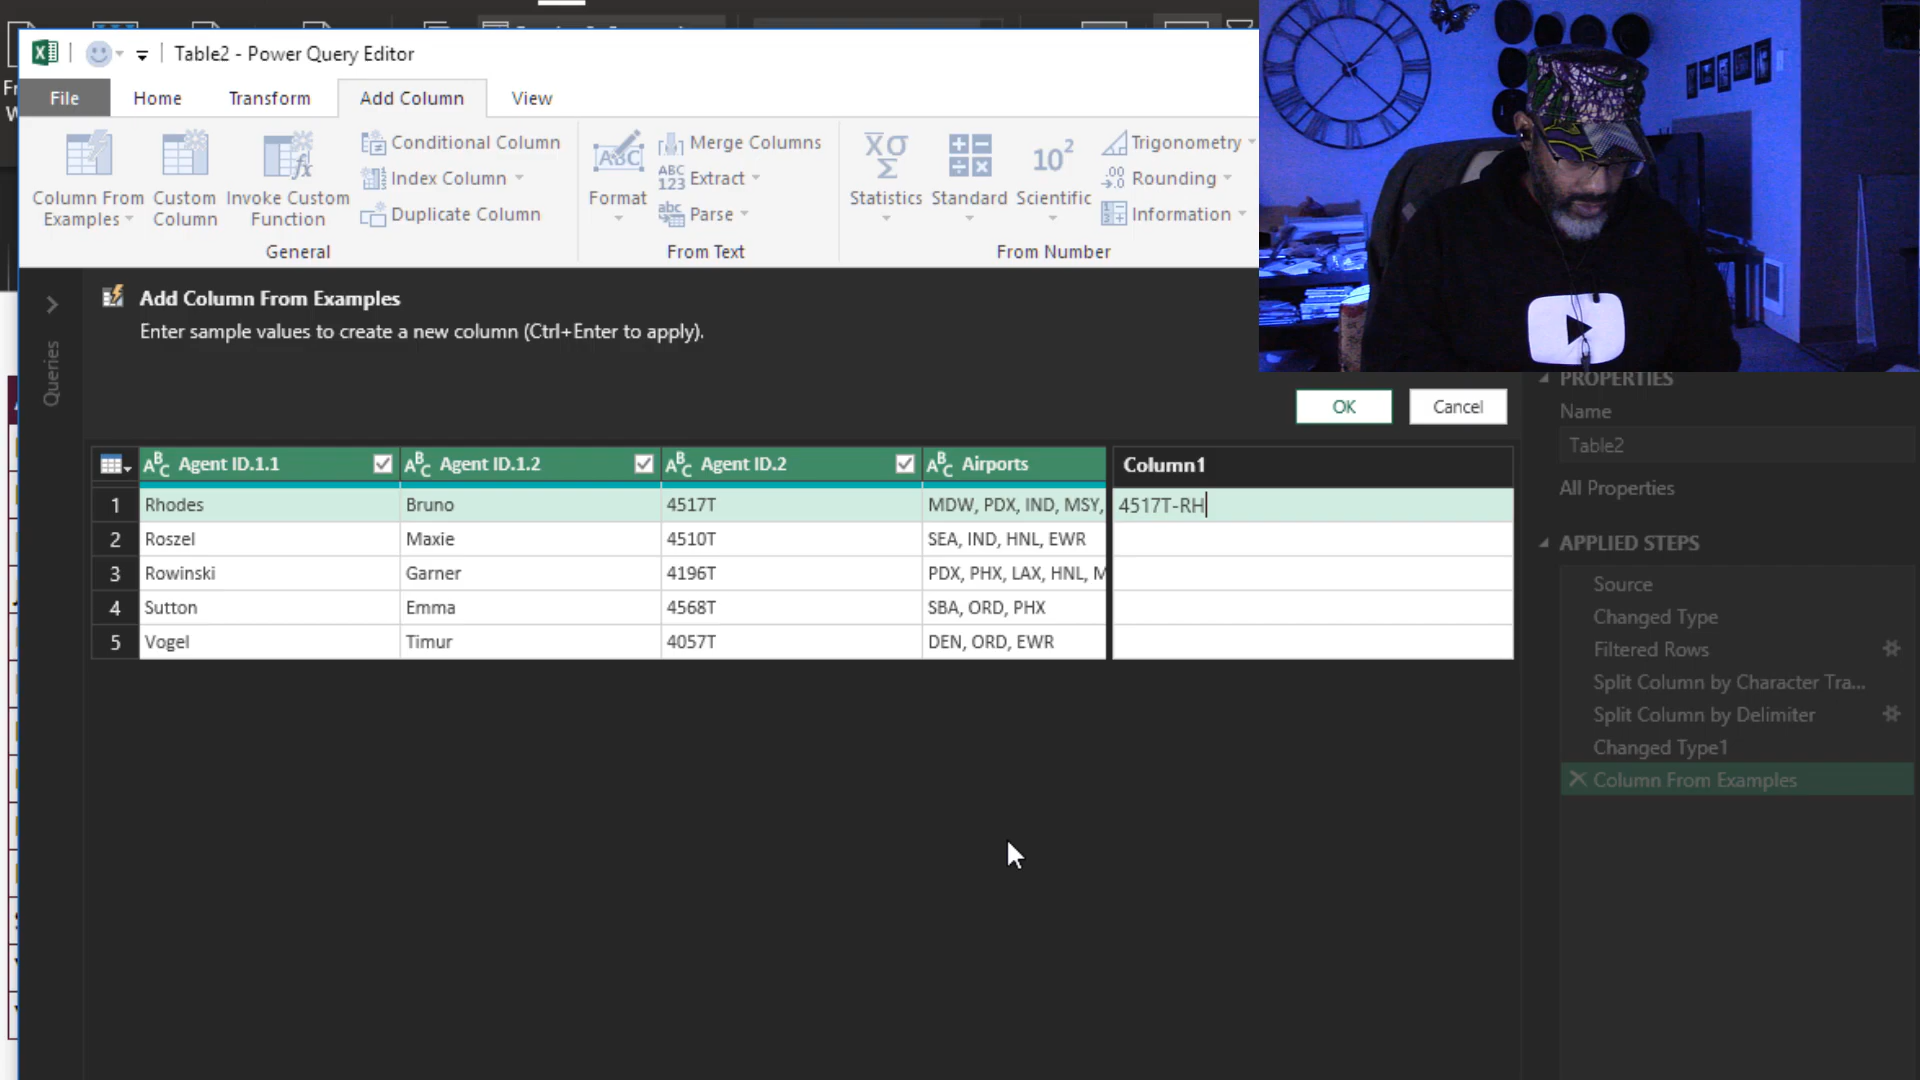 Table2 - Power Query Editor
File Home Transform Add Column View
Column From Examples
Custom Column
Invoke Custom Function
Conditional Column
Index Column
Duplicate Column
General
Format
Merge Columns
Extract
Parse
From Text
Statistics
Standard
Scientific
Trigonometry
Rounding
Information
From Number
Queries
Add Column From Examples
Enter sample values to create a new column (Ctrl+Enter to apply).
OK Cancel
Agent ID.1.1 Agent ID.1.2 Agent ID.2 Airports Column1
1 Rhodes Bruno 4517T MDW, PDX, IND, MSY, 4517T-RH
2 Roszel Maxie 4510T SEA, IND, HNL, EWR
3 Rowinski Garner 4196T PDX, PHX, LAX, HNL, M
4 Sutton Emma 4568T SBA, ORD, PHX
5 Vogel Timur 4057T DEN, ORD, EWR
PROPERTIES
Name
Table2
All Properties
APPLIED STEPS
Source
Changed Type
Filtered Rows
Split Column by Character Tra...
Split Column by Delimiter
Changed Type1
Column From Examples